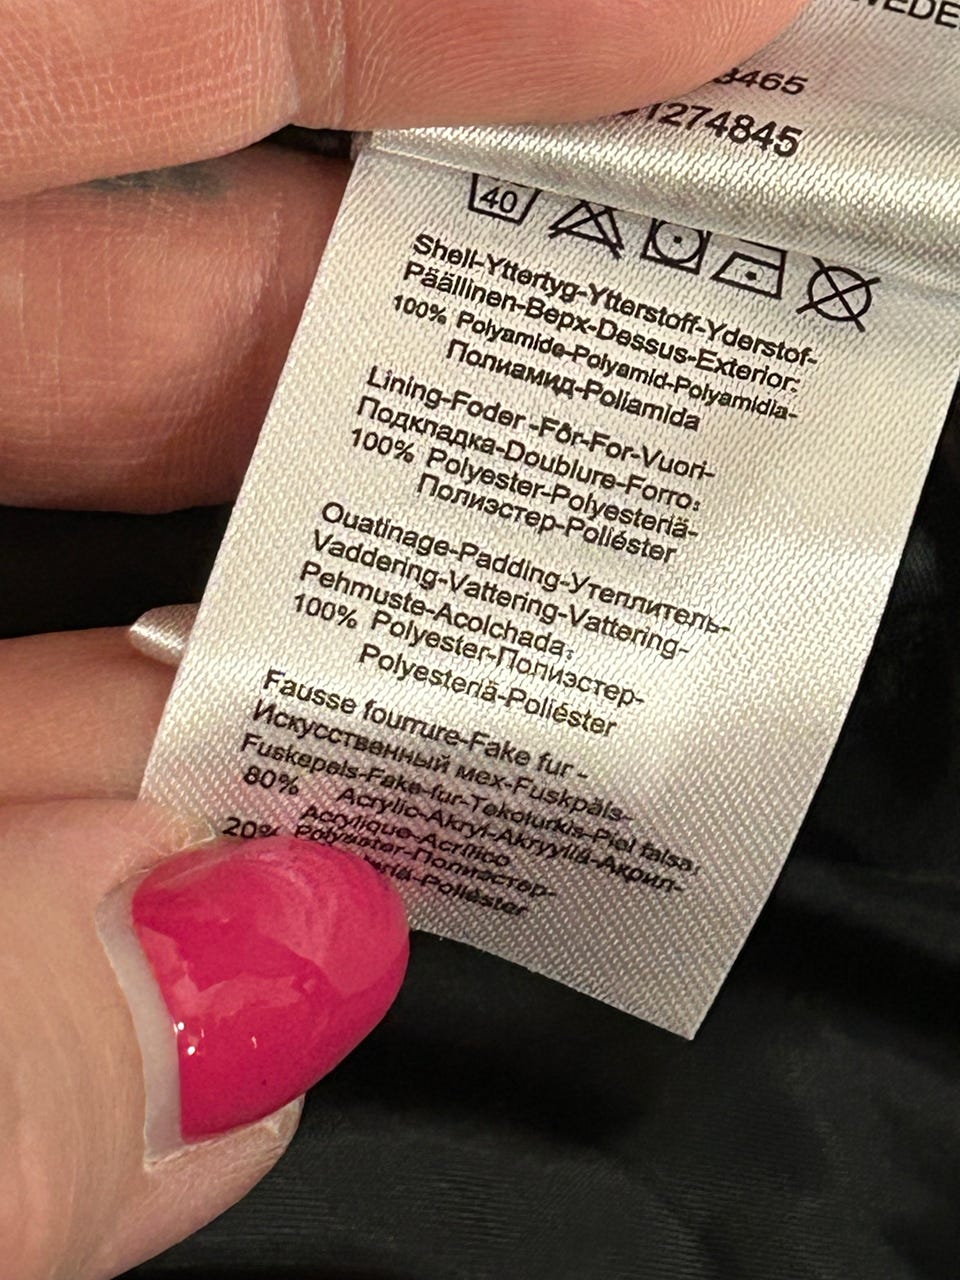 3465
1274845
40
Shell-Yttertyg-Ytterstoff-Yderstof-
Päällinen-Верх-Dessus-Exterior:
100% Polyamide-Polyamid-Polyamidia-
Полиамид-Poliamida
Lining-Foder -Fôr-For-Vuori-
Подкладка-Doublure-Forro:
100% Polyester-Polyesteriä-
Полиэстер-Poliéster
Ouatinage-Padding-Утеплитель-
Vaddering-Vattering-Vattering-
Pehmuste-Acolchada:
100% Polyester-Полиэстер-
Polyesteriä-Poliéster
Fausse fourrure-Fake fur -
Искусственный мех-Fuskpäls-
Fuskepels-Fake-fur-Tekoturkis-Piel falsa:
80% Acrylic-Akryl-Akryyliä-Акрил-
Acrylique-Acrílico
20% Polyester-Полиэстер-
Poliéster